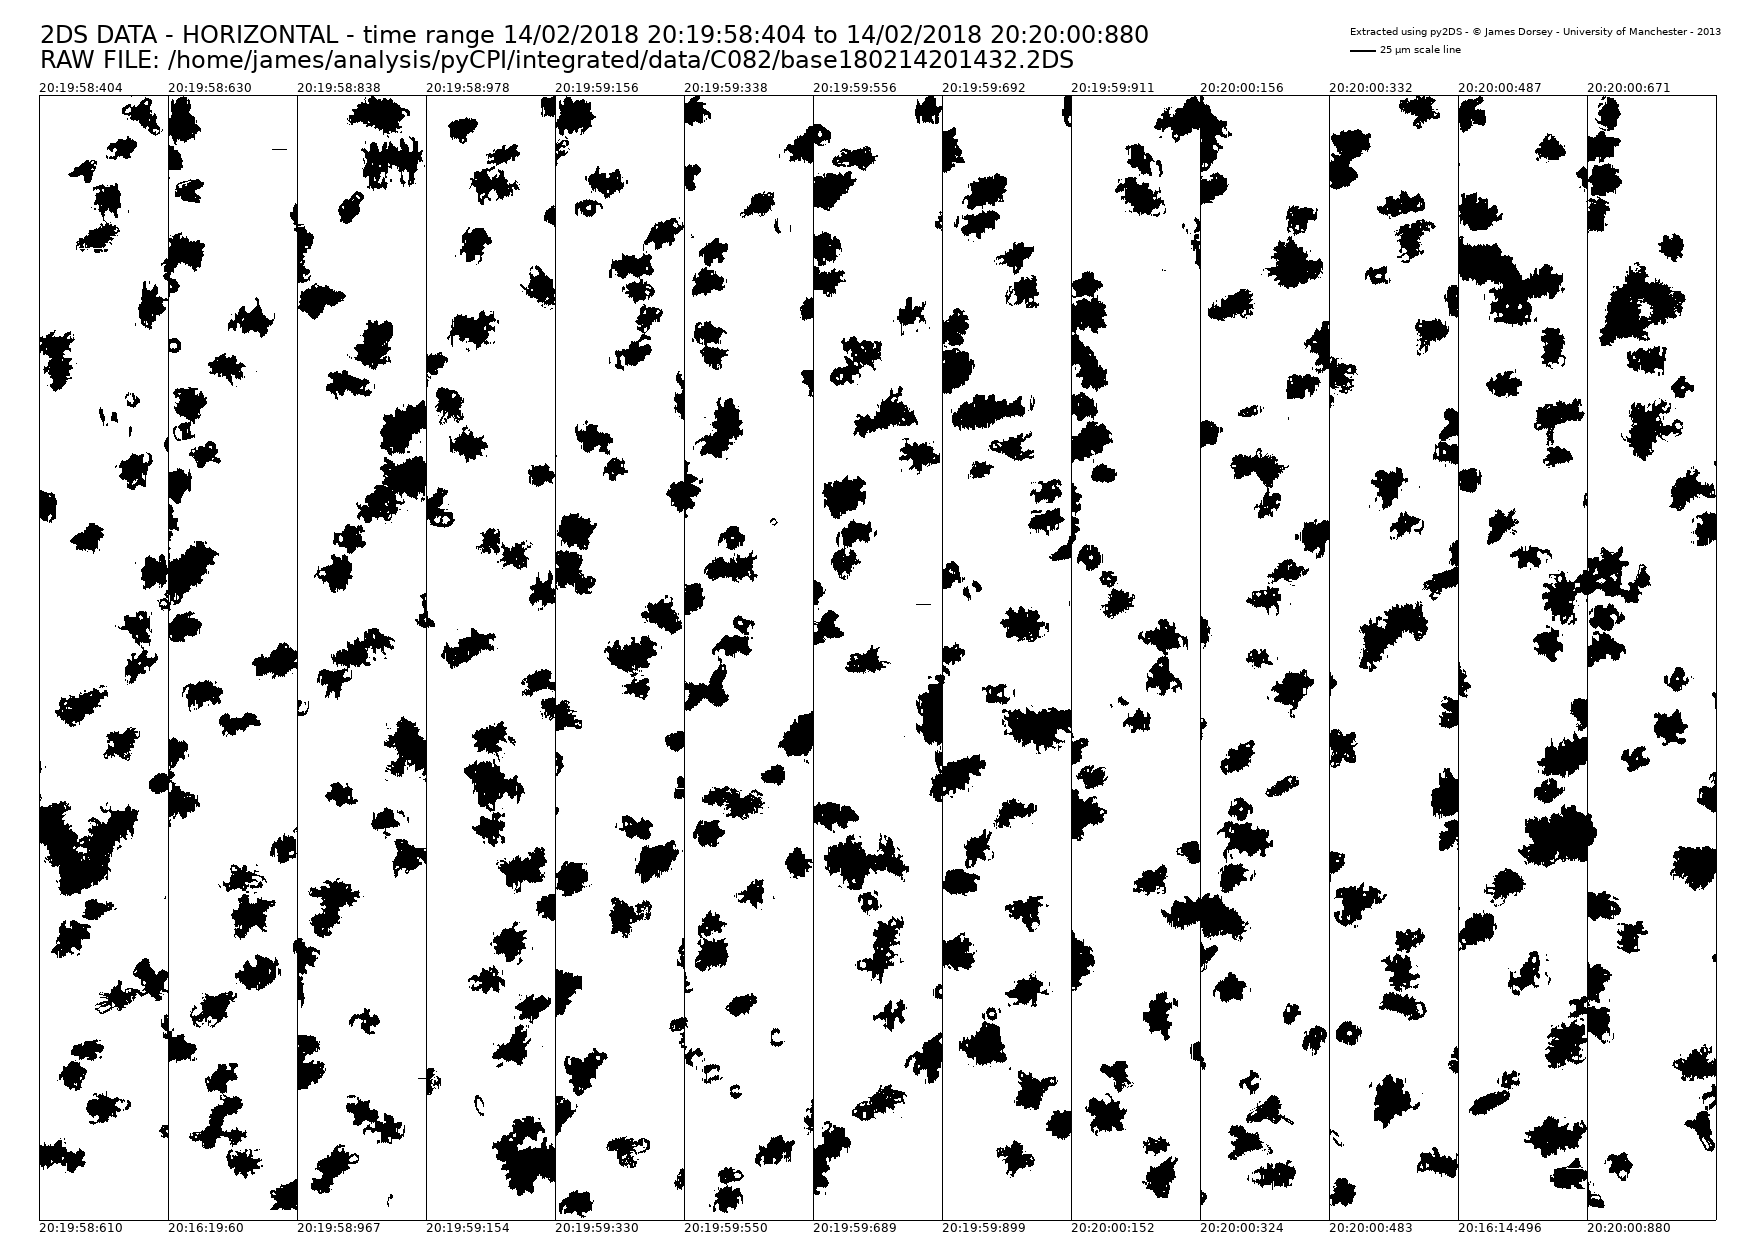 2DS DATA - HORIZONTAL - time range 14/02/2018 20:19:58:404 to 14/02/2018 20:20:00:880
RAW FILE: /home/james/analysis/pyCPI/integrated/data/C082/base180214201432.2DS
Extracted using py2DS - © James Dorsey - University of Manchester - 2013
25 µm scale line
20:19:58:404 20:19:58:630 20:19:58:838 20:19:58:978 20:19:59:156 20:19:59:338 20:19:59:556 20:19:59:692 20:19:59:911 20:20:00:156 20:20:00:332 20:20:00:487 20:20:00:671
20:19:58:610 20:16:19:60 20:19:58:967 20:19:59:154 20:19:59:330 20:19:59:550 20:19:59:689 20:19:59:899 20:20:00:152 20:20:00:324 20:20:00:483 20:16:14:496 20:20:00:880